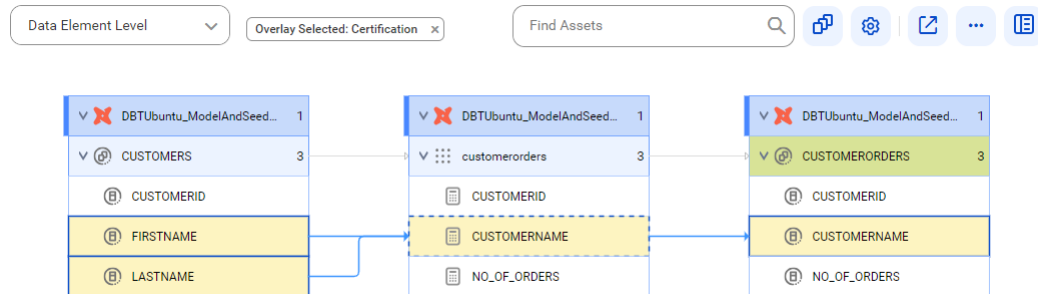 Data Element Level
Overlay Selected: Certification ×
Find Assets
DBTUbuntu_ModelAndSeed... 1
CUSTOMERS 3
CUSTOMERID
FIRSTNAME
LASTNAME
DBTUbuntu_ModelAndSeed... 1
customerorders 3
CUSTOMERID
CUSTOMERNAME
NO_OF_ORDERS
DBTUbuntu_ModelAndSeed... 1
CUSTOMERORDERS 3
CUSTOMERID
CUSTOMERNAME
NO_OF_ORDERS